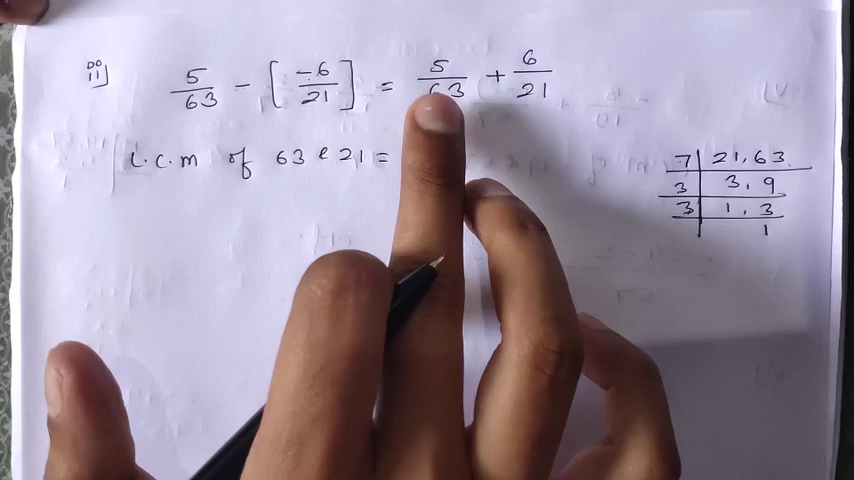 ii) 5/63 - [-6/21] = 5/63 + 6/21
L.C.M of 63 & 21 =
7 | 21, 63
3 | 3, 9
3 | 1, 3
| 1